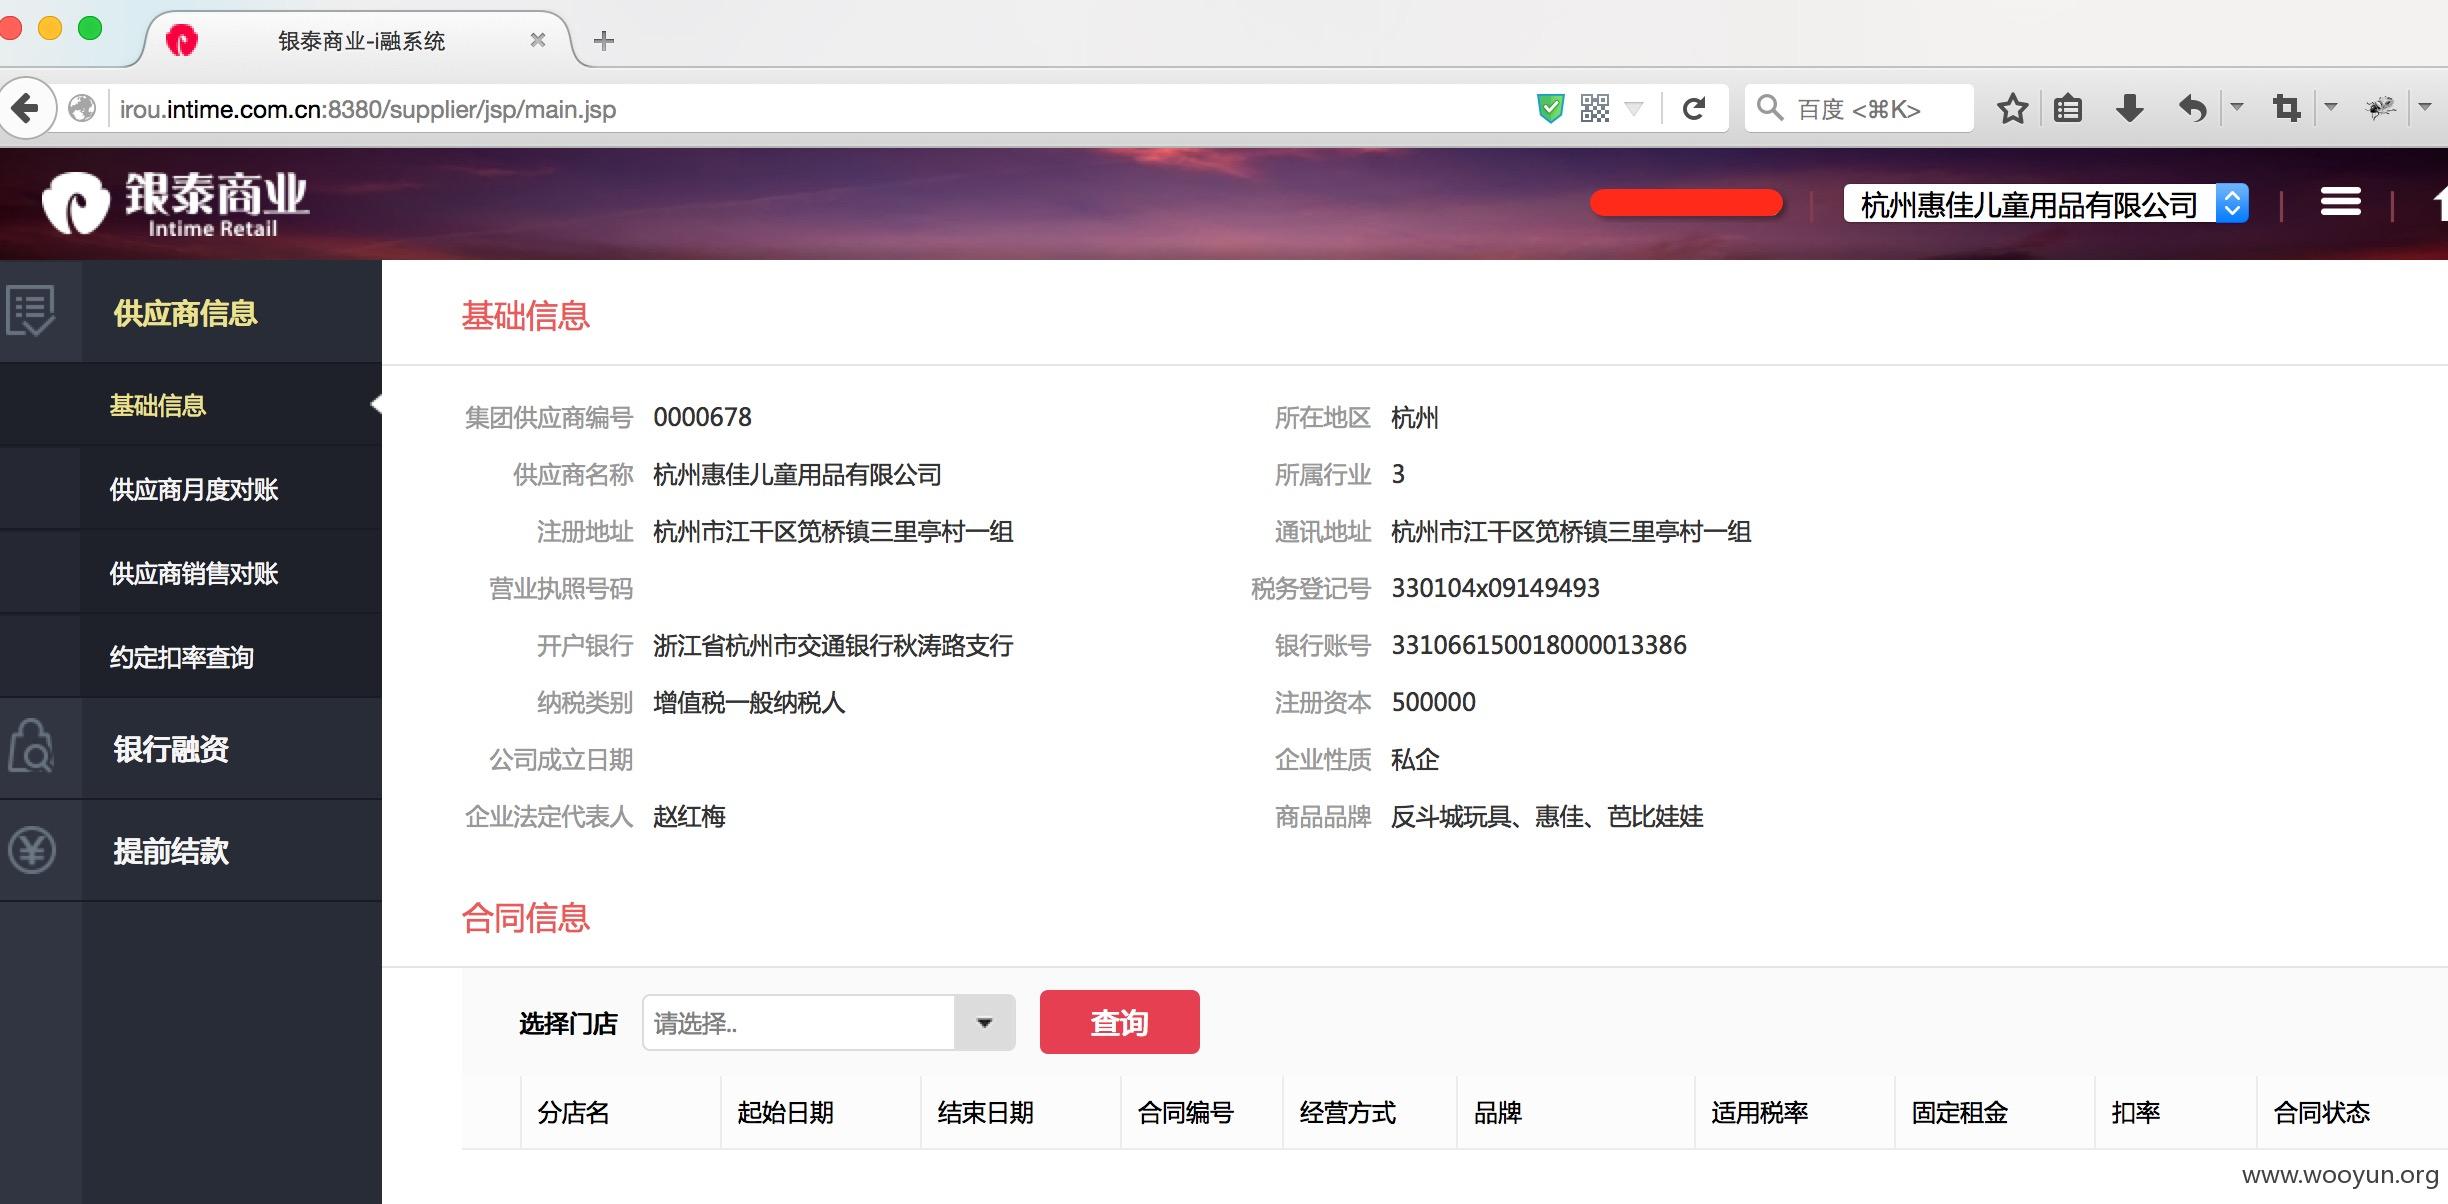 银泰商业-i融系统
irou.intime.com.cn:8380/supplier/jsp/main.jsp
百度 <⌘K>
银泰商业
Intime Retail
杭州惠佳儿童用品有限公司
供应商信息
基础信息
供应商月度对账
供应商销售对账
约定扣率查询
银行融资
提前结款
基础信息
集团供应商编号 0000678 所在地区 杭州
供应商名称 杭州惠佳儿童用品有限公司 所属行业 3
注册地址 杭州市江干区笕桥镇三里亭村一组 通讯地址 杭州市江干区笕桥镇三里亭村一组
营业执照号码 税务登记号 330104x09149493
开户银行 浙江省杭州市交通银行秋涛路支行 银行账号 331066150018000013386
纳税类别 增值税一般纳税人 注册资本 500000
公司成立日期 企业性质 私企
企业法定代表人 赵红梅 商品品牌 反斗城玩具、惠佳、芭比娃娃
合同信息
选择门店 请选择.. 查询
分店名 起始日期 结束日期 合同编号 经营方式 品牌 适用税率 固定租金 扣率 合同状态
www.wooyun.org